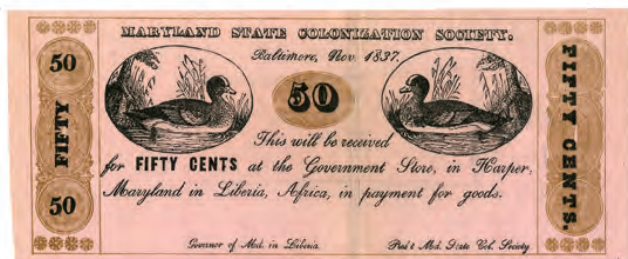 MARYLAND STATE COLONIZATION SOCIETY.
Baltimore, Nov. 1837.
50
FIFTY
50
50
FIFTY CENTS.
This will be received
for FIFTY CENTS at the Government Store, in Harper,
Maryland in Liberia, Africa, in payment for goods.
Governor of Md. in Liberia.
Pres't Md. State Col. Society